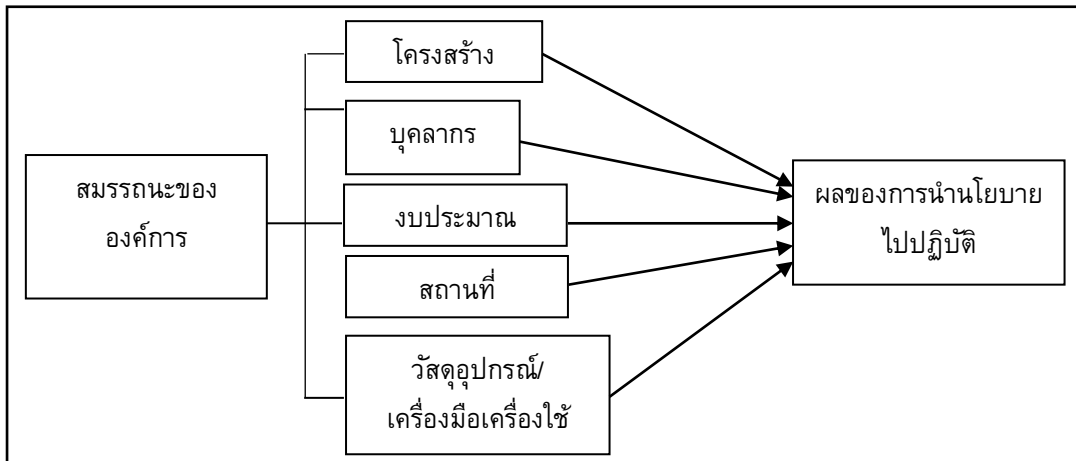 สมรรถนะของ
องค์การ
โครงสร้าง
บุคลากร
งบประมาณ
สถานที่
วัสดุอุปกรณ์/
เครื่องมือเครื่องใช้
ผลของการนำนโยบาย
ไปปฏิบัติ